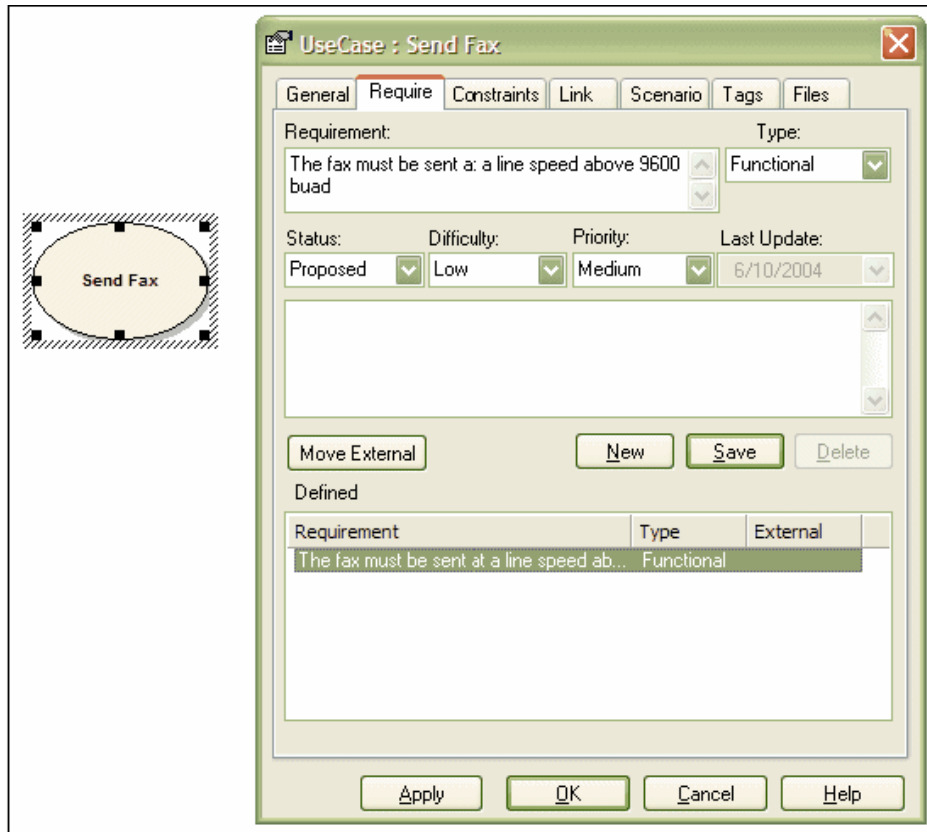 UseCase : Send Fax
General Require Constraints Link Scenario Tags Files
Requirement: Type:
The fax must be sent a: a line speed above 9600 Functional
buad
Status: Difficulty: Priority: Last Update:
Proposed Low Medium 6/10/2004
Send Fax
Move External New Save Delete
Defined
Requirement Type External
The fax must be sent at a line speed ab... Functional
Apply OK Cancel Help